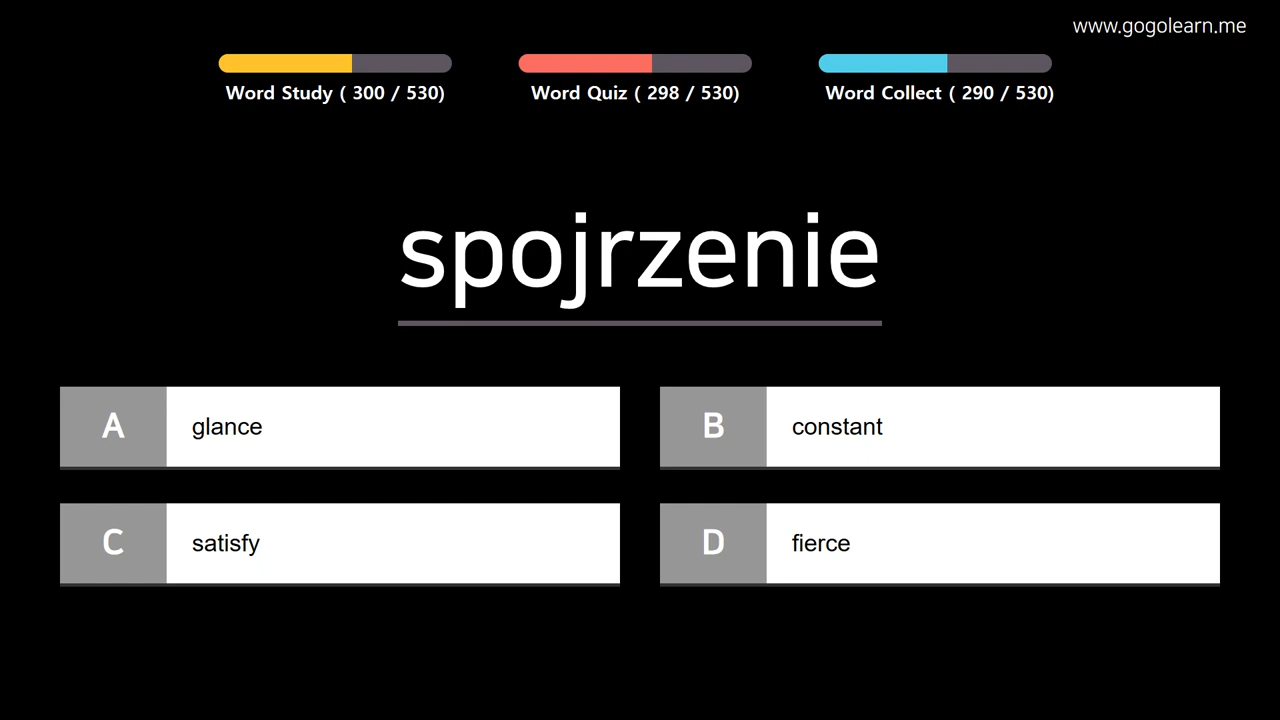 www.gogolearn.me
Word Study ( 300 / 530)
Word Quiz ( 298 / 530)
Word Collect ( 290 / 530)
spojrzenie
A glance
B constant
C satisfy
D fierce